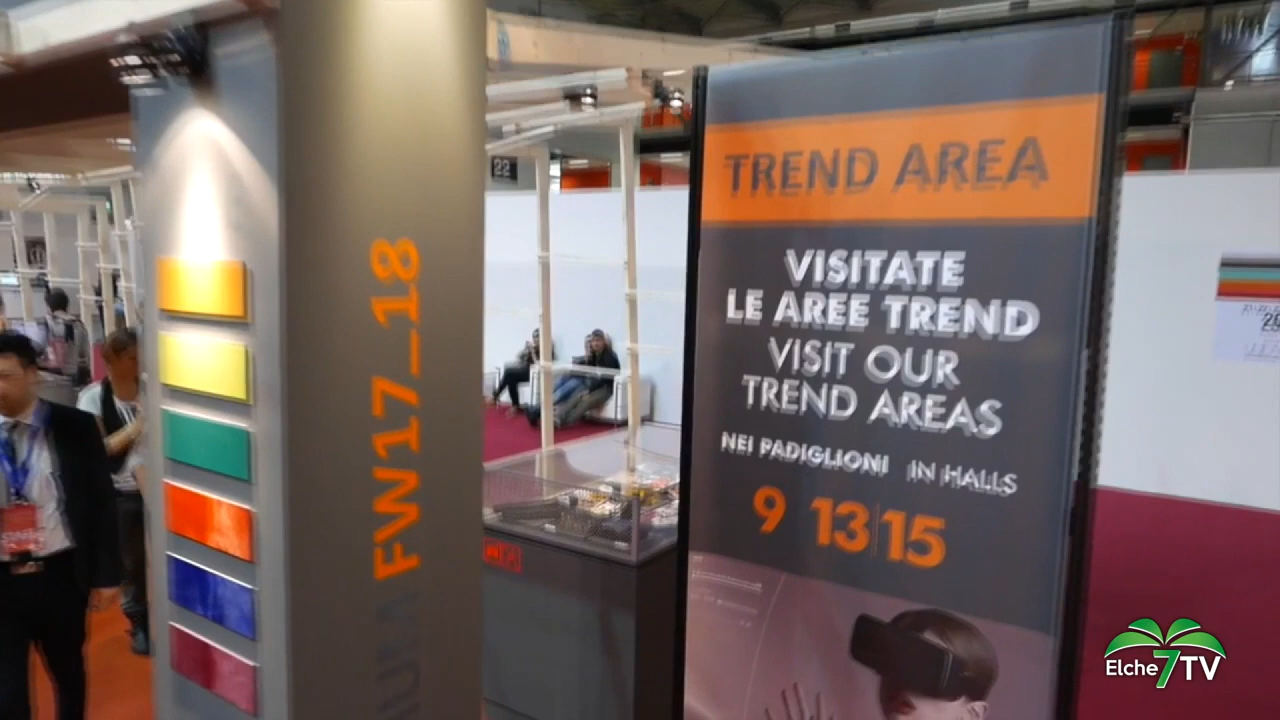 22
FW17_18
TREND AREA
VISITATE
LE AREE TREND
VISIT OUR
TREND AREAS
NEI PADIGLIONI IN HALLS
9 13|15
Elche7TV